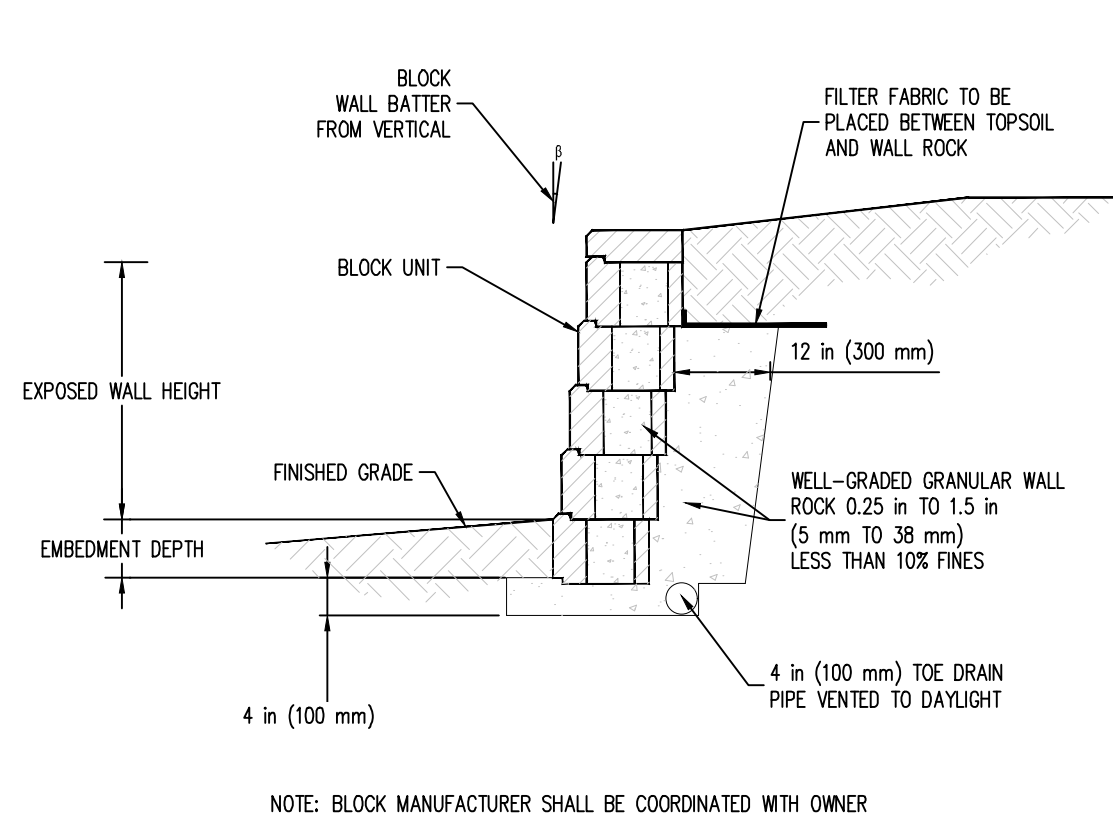 BLOCK
WALL BATTER
FROM VERTICAL
β
FILTER FABRIC TO BE
PLACED BETWEEN TOPSOIL
AND WALL ROCK
BLOCK UNIT
12 in (300 mm)
EXPOSED WALL HEIGHT
FINISHED GRADE
WELL-GRADED GRANULAR WALL
ROCK 0.25 in TO 1.5 in
(5 mm TO 38 mm)
LESS THAN 10% FINES
EMBEDMENT DEPTH
4 in (100 mm) TOE DRAIN
PIPE VENTED TO DAYLIGHT
4 in (100 mm)
NOTE: BLOCK MANUFACTURER SHALL BE COORDINATED WITH OWNER